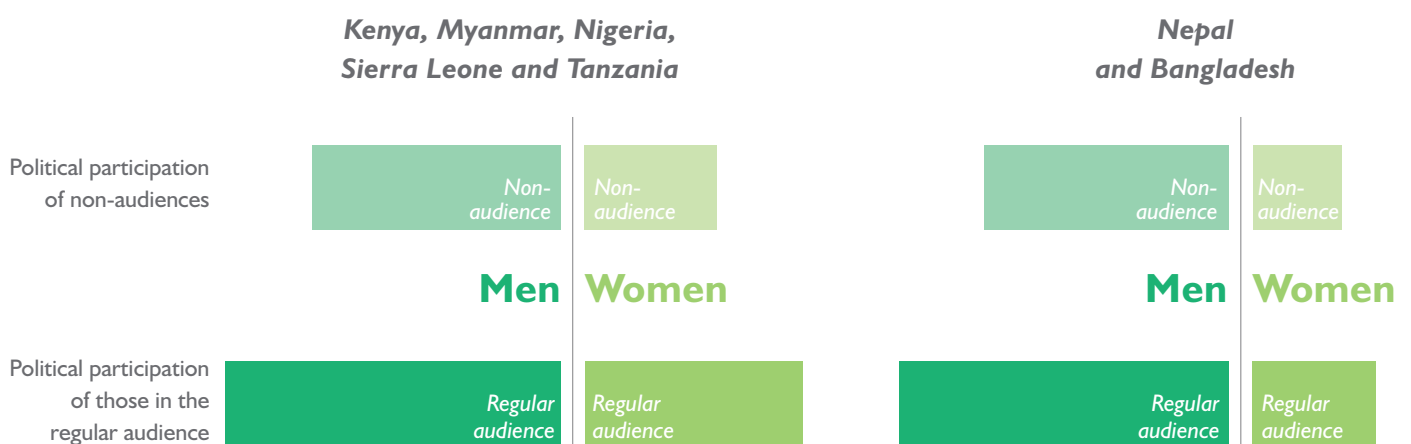 Kenya, Myanmar, Nigeria,
Sierra Leone and Tanzania
Nepal
and Bangladesh
Political participation
of non-audiences
Non-
audience
Non-
audience
Non-
audience
Non-
audience
Men
Women
Men
Women
Political participation
of those in the
regular audience
Regular
audience
Regular
audience
Regular
audience
Regular
audience